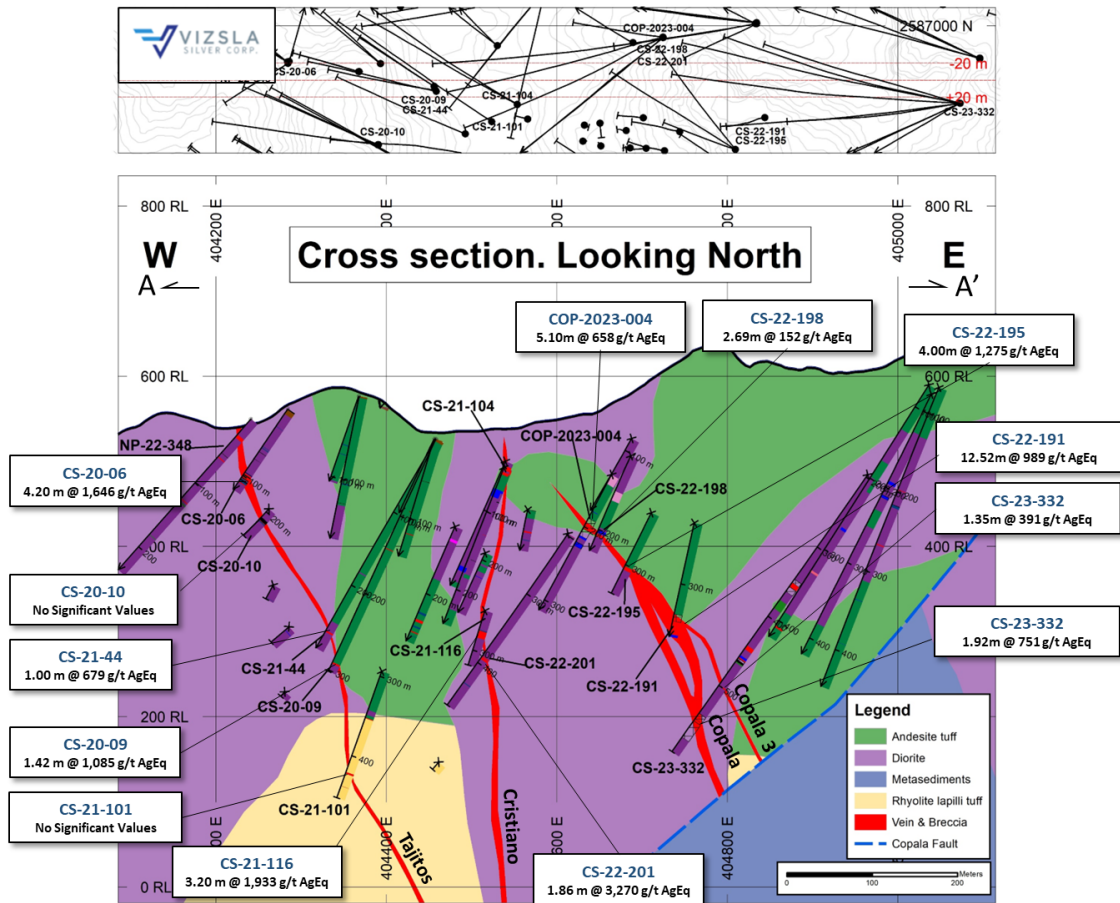 VIZSLA
SILVER CORP.
COP-2023-004
CS-22-198
CS-22-201
2587000 N
-20 m
+20 m
CS-20-06
CS-20-09
CS-21-44
CS-21-104
CS-21-101
CS-20-10
CS-22-191
CS-22-195
CS-23-332
800 RL
404200 E
405000 E
800 RL
W
Cross section. Looking North
E
A
A'
COP-2023-004
5.10m @ 658 g/t AgEq
CS-22-198
2.69m @ 152 g/t AgEq
CS-22-195
4.00m @ 1,275 g/t AgEq
600 RL
600 RL
CS-21-104
COP-2023-004
NP-22-348
CS-22-198
CS-22-191
12.52m @ 989 g/t AgEq
CS-20-06
4.20 m @ 1,646 g/t AgEq
CS-20-06
CS-23-332
1.35m @ 391 g/t AgEq
CS-20-10
400 RL
CS-20-10
No Significant Values
CS-22-195
CS-23-332
1.92m @ 751 g/t AgEq
CS-21-44
1.00 m @ 679 g/t AgEq
CS-21-44
CS-21-116
CS-22-201
CS-22-191
CS-20-09
200 RL
200 RL
Copala 3
Copala
CS-23-332
CS-20-09
1.42 m @ 1,085 g/t AgEq
CS-21-101
No Significant Values
CS-21-101
Tajitos
Cristiano
404400 E
404800 E
CS-21-116
3.20 m @ 1,933 g/t AgEq
CS-22-201
1.86 m @ 3,270 g/t AgEq
0 RL
Legend
Andesite tuff
Diorite
Metasediments
Rhyolite lapilli tuff
Vein & Breccia
Copala Fault
Meters
0 100 200